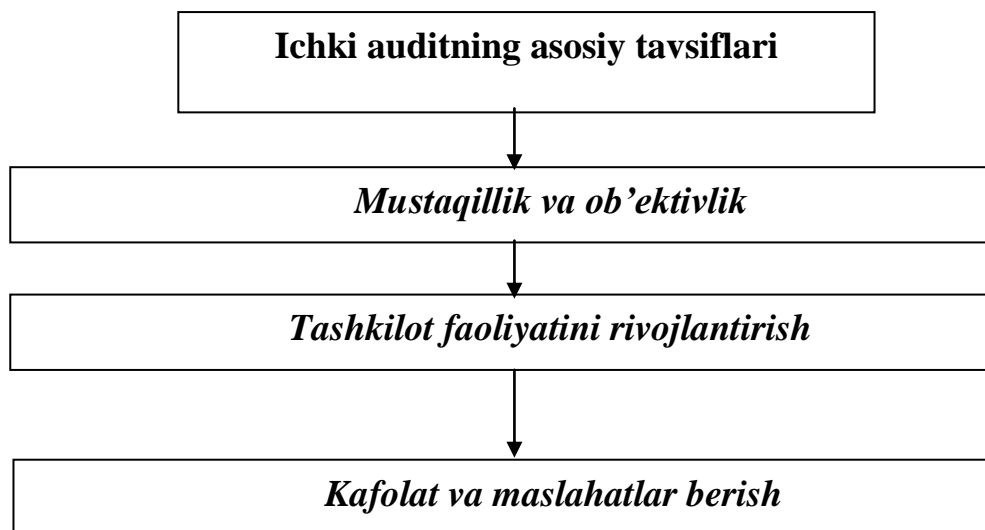 Ichki auditning asosiy tavsiflari
Mustaqillik va ob’ektivlik
Tashkilot faoliyatini rivojlantirish
Kafolat va maslahatlar berish